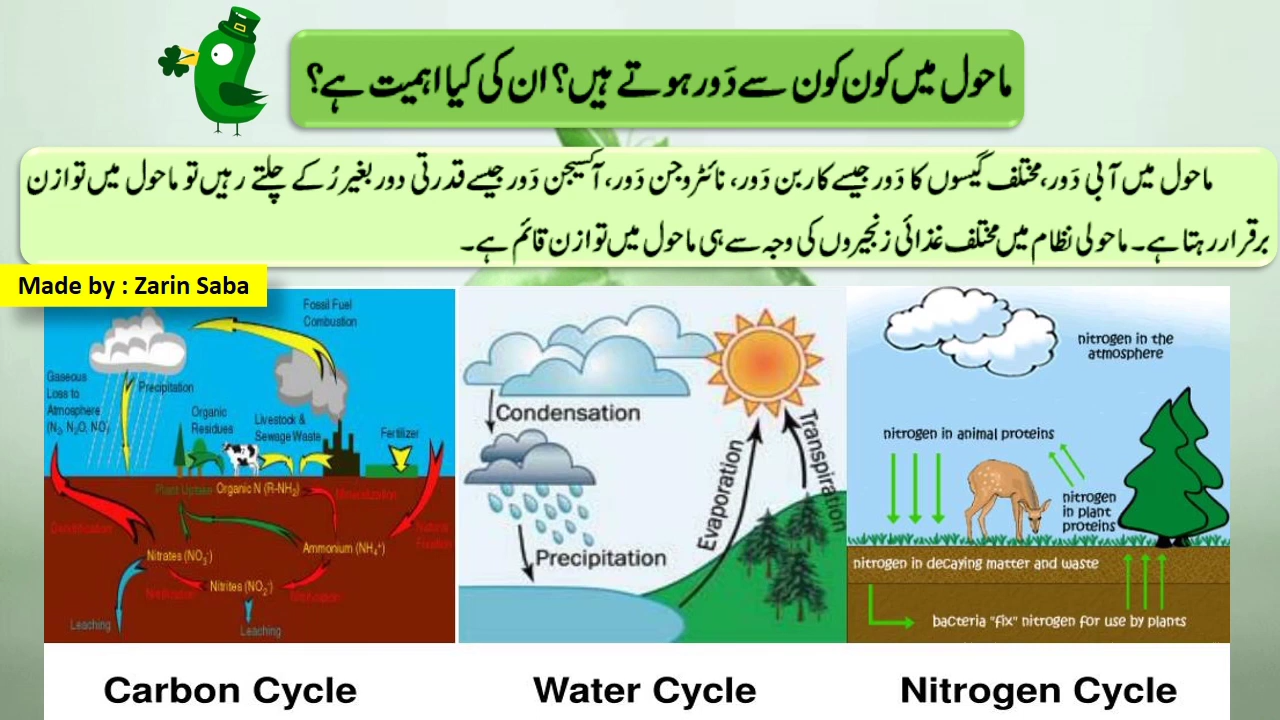 ماحول میں کون کون سے دَور ہوتے ہیں؟ ان کی کیا اہمیت ہے؟
ماحول میں آبی دَور، مختلف گیسوں کا دَور جیسے کاربن دَور، نائٹروجن دَور، آکسیجن دَور جیسے قدرتی دور بغیر رُکے چلتے رہیں تو ماحول میں توازن
برقرار رہتا ہے۔ ماحولی نظام میں مختلف غذائی زنجیروں کی وجہ سے ہی ماحول میں توازن قائم ہے۔
Made by : Zarin Saba
Fossil Fuel
Combustion
Gaseous
Loss to
Atmosphere
(N₂, N₂O, NO)
Precipitation
Organic
Residues
Livestock &
Sewage Waste
Fertilizer
Plant Uptake
Organic N (R-NH₂)
Mineralization
Denitrification
Natural
Fixation
Nitrates (NO₃⁻)
Ammonium (NH₄⁺)
Nitrification
Nitrites (NO₂⁻)
Nitrification
Leaching
Leaching
Carbon Cycle
Condensation
Precipitation
Evaporation
Transpiration
Water Cycle
nitrogen in the
atmosphere
nitrogen in animal proteins
nitrogen
in plant
proteins
nitrogen in decaying matter and waste
bacteria "fix" nitrogen for use by plants
Nitrogen Cycle